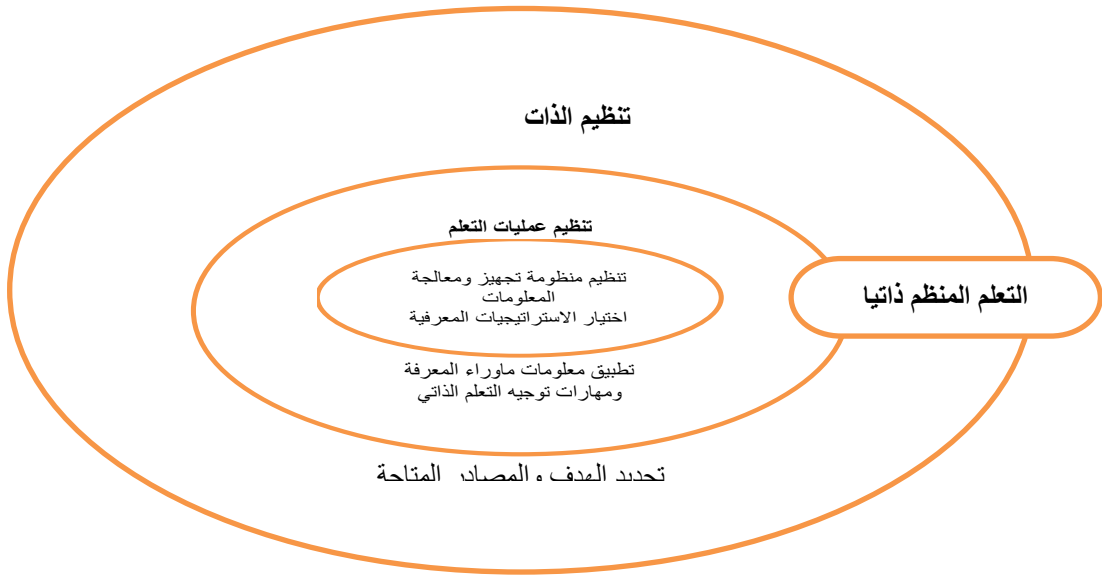 تنظيم الذات
تنظيم عمليات التعلم
تنظيم منظومة تجهيز ومعالجة
المعلومات
اختيار الاستراتيجيات المعرفية
التعلم المنظم ذاتيا
تطبيق معلومات ماوراء المعرفة
ومهارات توجيه التعلم الذاتي
تحديد الهدف والمصادر المتاحة